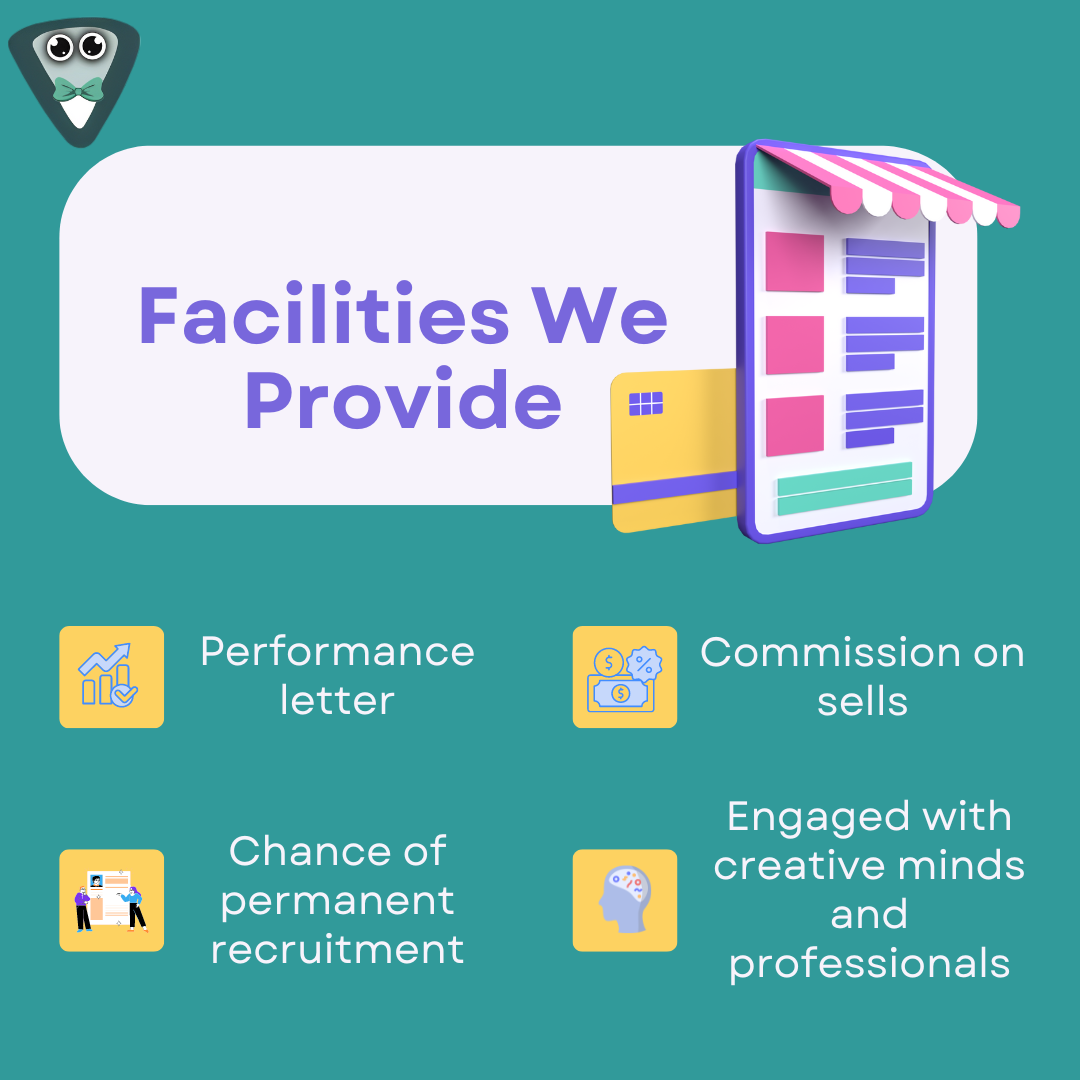 Facilities We
Provide
Performance
letter
Commission on
sells
Chance of
permanent
recruitment
Engaged with
creative minds
and
professionals